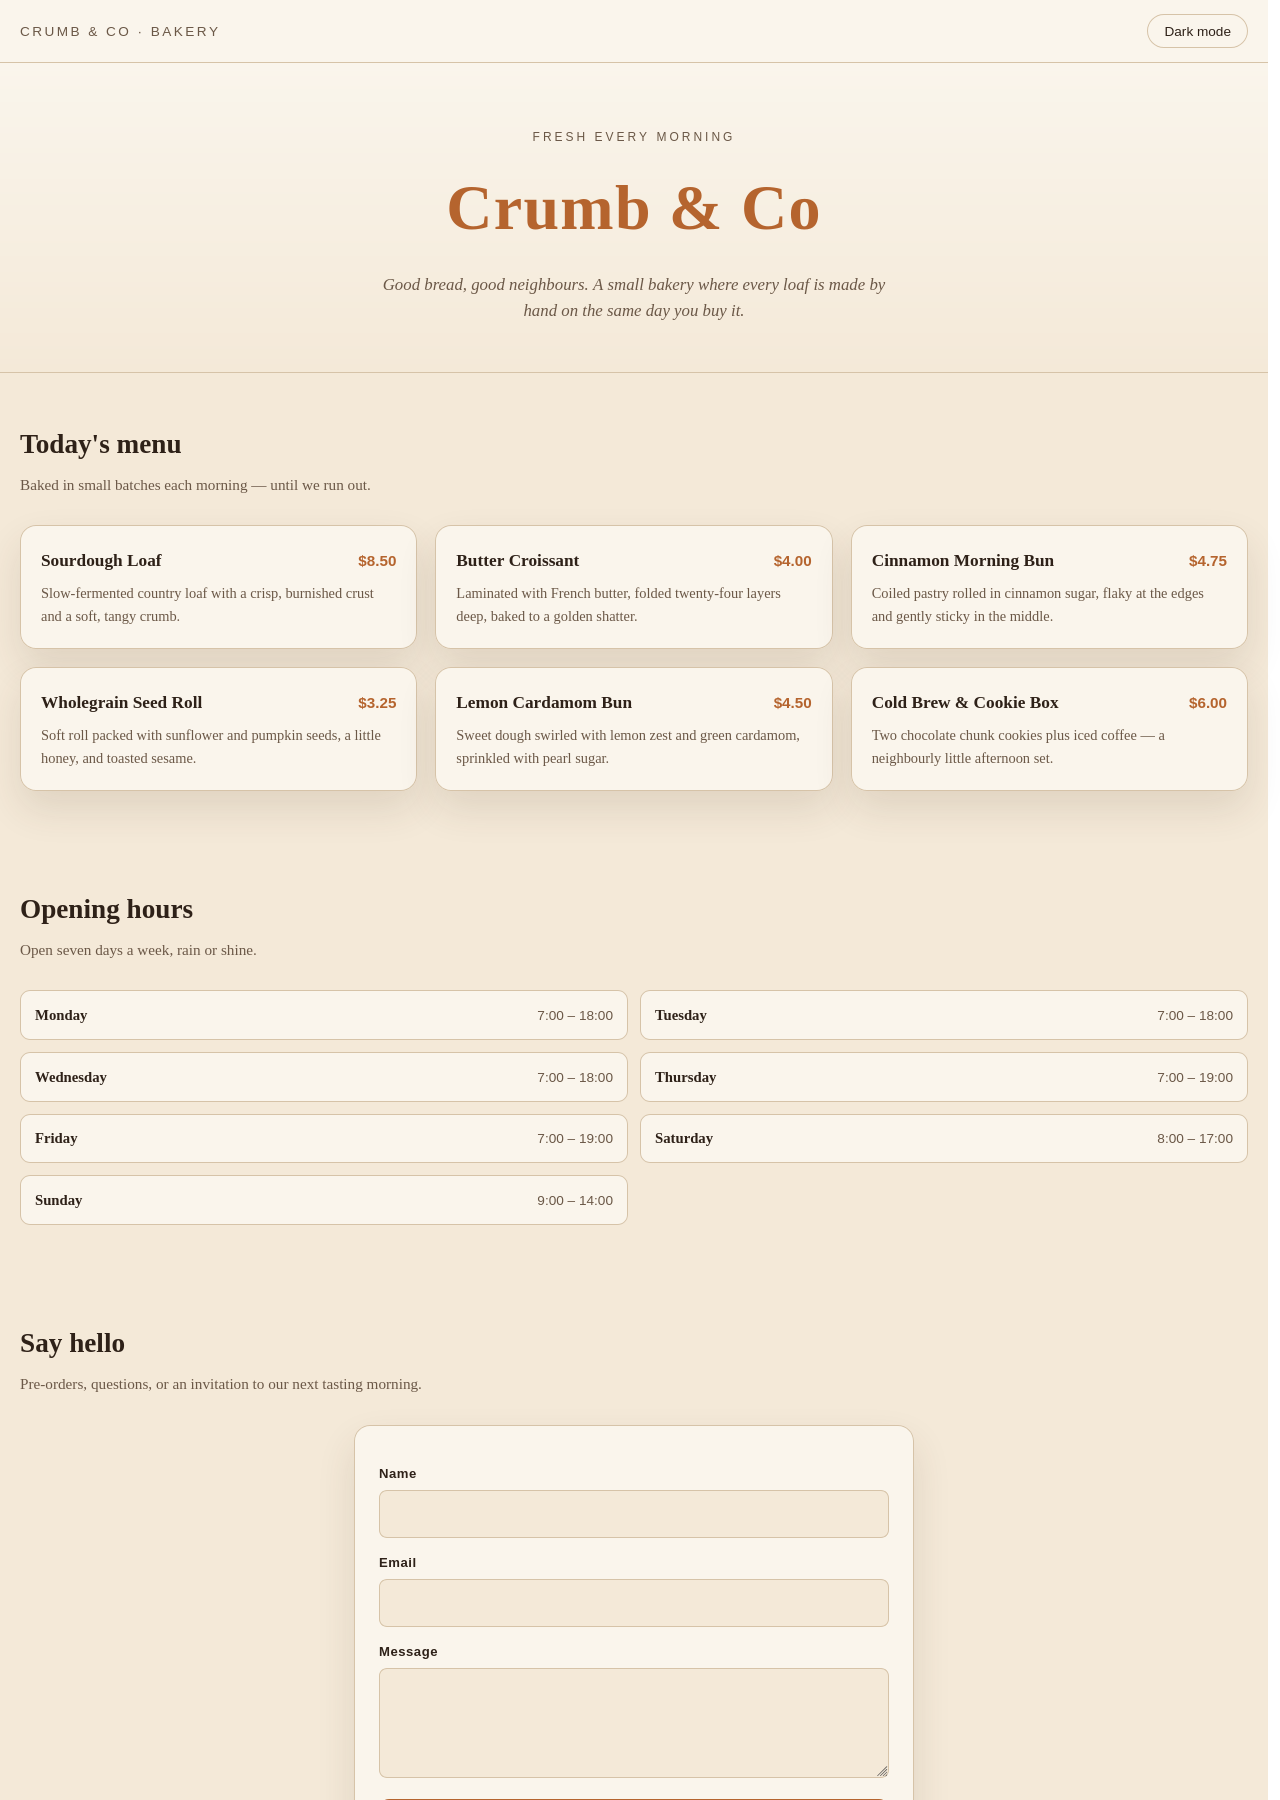 CRUMB & CO · BAKERY
Dark mode
FRESH EVERY MORNING
Crumb & Co
Good bread, good neighbours. A small bakery where every loaf is made by
hand on the same day you buy it.
Today's menu
Baked in small batches each morning — until we run out.
Sourdough Loaf
$8.50
Slow-fermented country loaf with a crisp, burnished crust
and a soft, tangy crumb.
Butter Croissant
$4.00
Laminated with French butter, folded twenty-four layers
deep, baked to a golden shatter.
Cinnamon Morning Bun
$4.75
Coiled pastry rolled in cinnamon sugar, flaky at the edges
and gently sticky in the middle.
Wholegrain Seed Roll
$3.25
Soft roll packed with sunflower and pumpkin seeds, a little
honey, and toasted sesame.
Lemon Cardamom Bun
$4.50
Sweet dough swirled with lemon zest and green cardamom,
sprinkled with pearl sugar.
Cold Brew & Cookie Box
$6.00
Two chocolate chunk cookies plus iced coffee — a
neighbourly little afternoon set.
Opening hours
Open seven days a week, rain or shine.
Monday
7:00 – 18:00
Tuesday
7:00 – 18:00
Wednesday
7:00 – 18:00
Thursday
7:00 – 19:00
Friday
7:00 – 19:00
Saturday
8:00 – 17:00
Sunday
9:00 – 14:00
Say hello
Pre-orders, questions, or an invitation to our next tasting morning.
Name
Email
Message